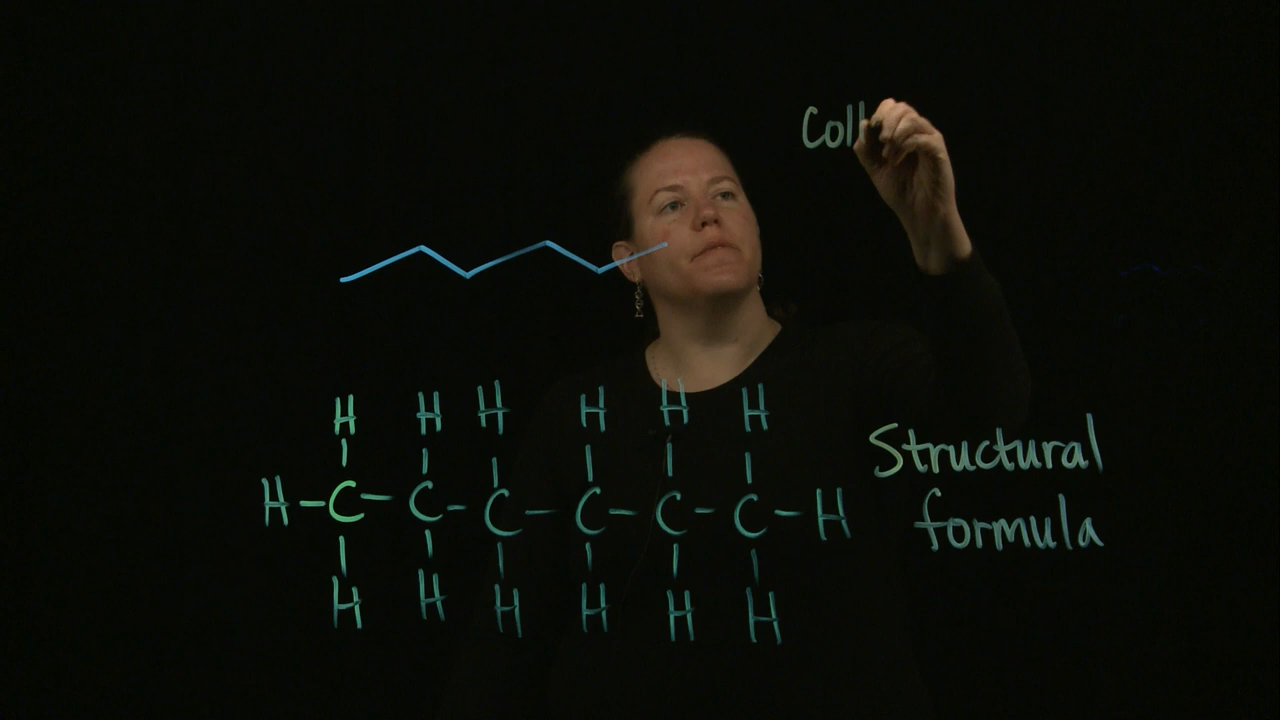 Coll
H H H H H H
H-C-C-C-C-C-C-H
H H H H H H
Structural
formula